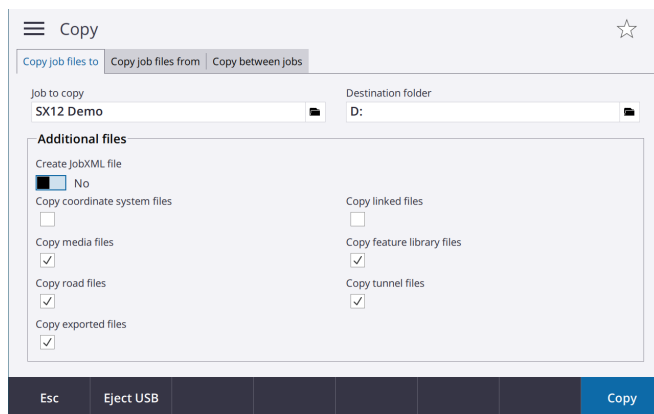 Copy
Copy job files to Copy job files from Copy between jobs
Job to copy Destination folder
SX12 Demo D:
Additional files
Create JobXML file
No
Copy coordinate system files Copy linked files
Copy media files Copy feature library files
Copy road files Copy tunnel files
Copy exported files
Esc Eject USB Copy